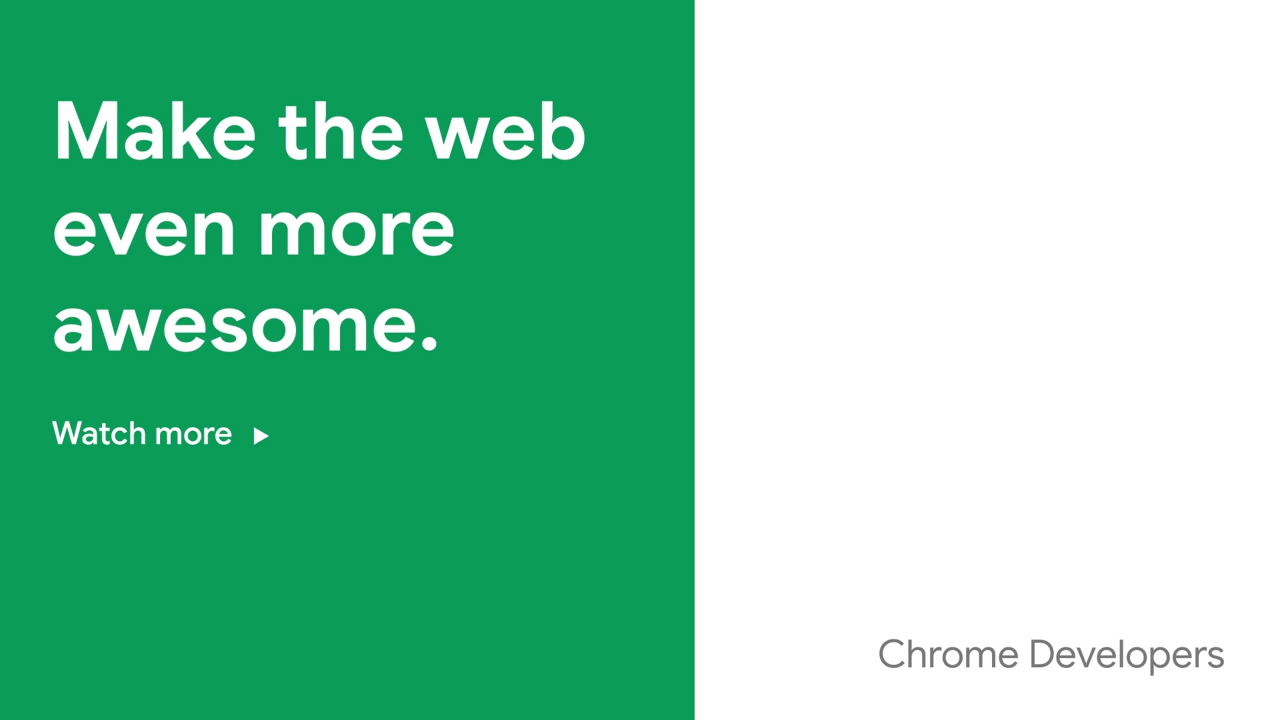 Make the web
even more
awesome.
Watch more
Chrome Developers